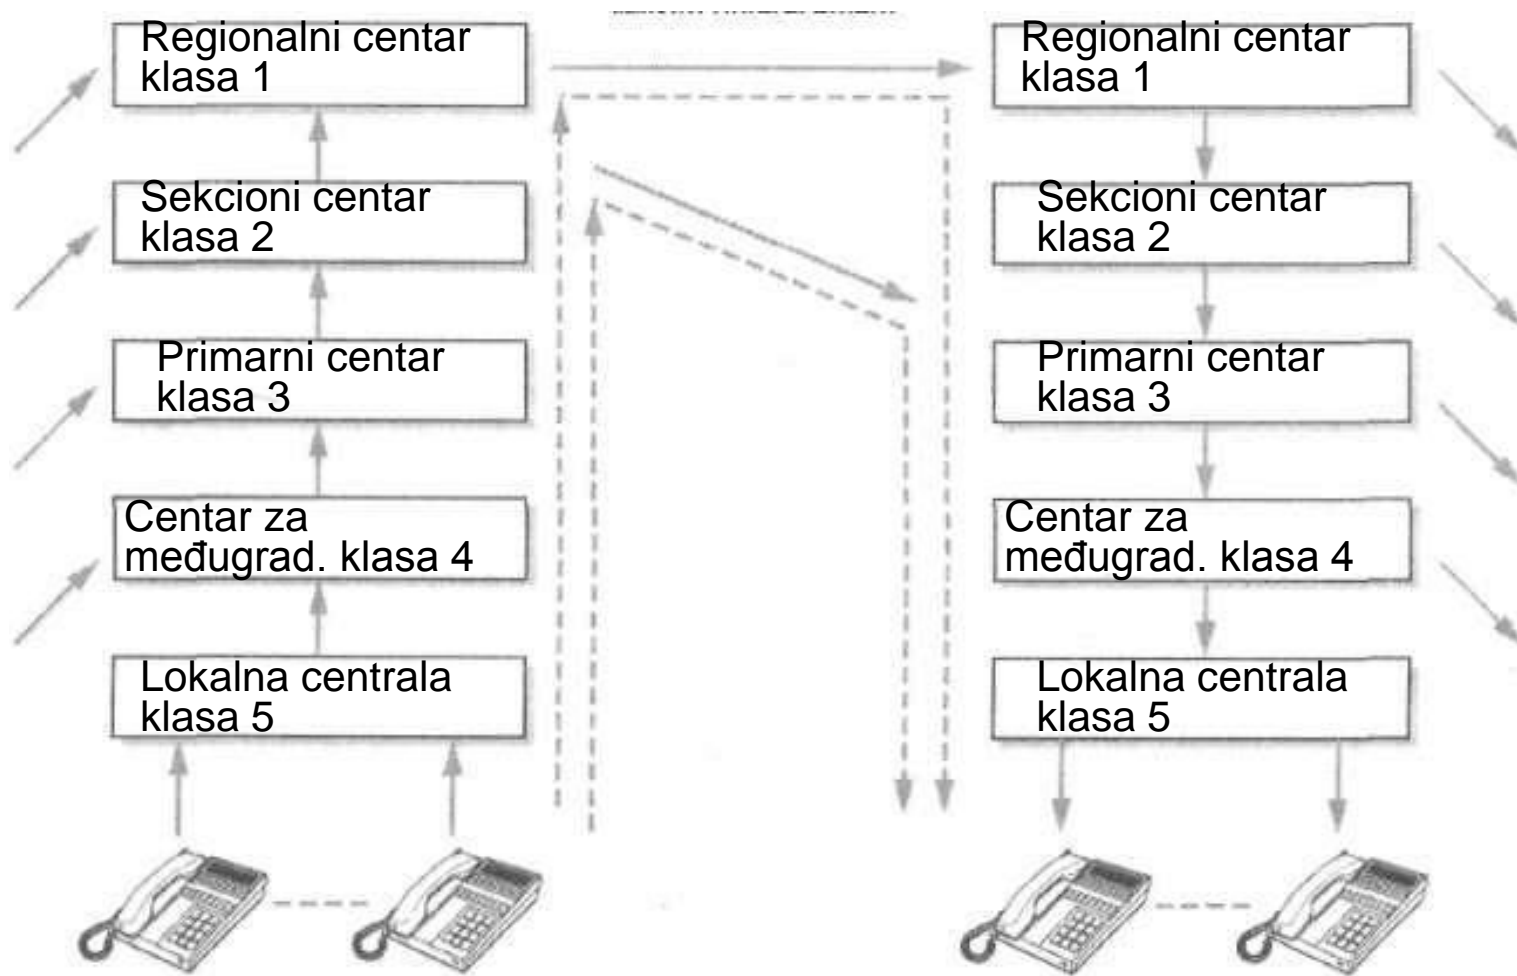 Regionalni centar
klasa 1
Sekcioni centar
klasa 2
Primarni centar
klasa 3
Centar za
međugrad. klasa 4
Lokalna centrala
klasa 5
Regionalni centar
klasa 1
Sekcioni centar
klasa 2
Primarni centar
klasa 3
Centar za
međugrad. klasa 4
Lokalna centrala
klasa 5